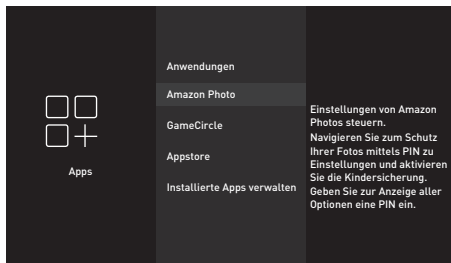 Apps
Anwendungen
Amazon Photo
GameCircle
Appstore
Installierte Apps verwalten
Einstellungen von Amazon
Photos steuern.
Navigieren Sie zum Schutz
Ihrer Fotos mittels PIN zu
Einstellungen und aktivieren
Sie die Kindersicherung.
Geben Sie zur Anzeige aller
Optionen eine PIN ein.